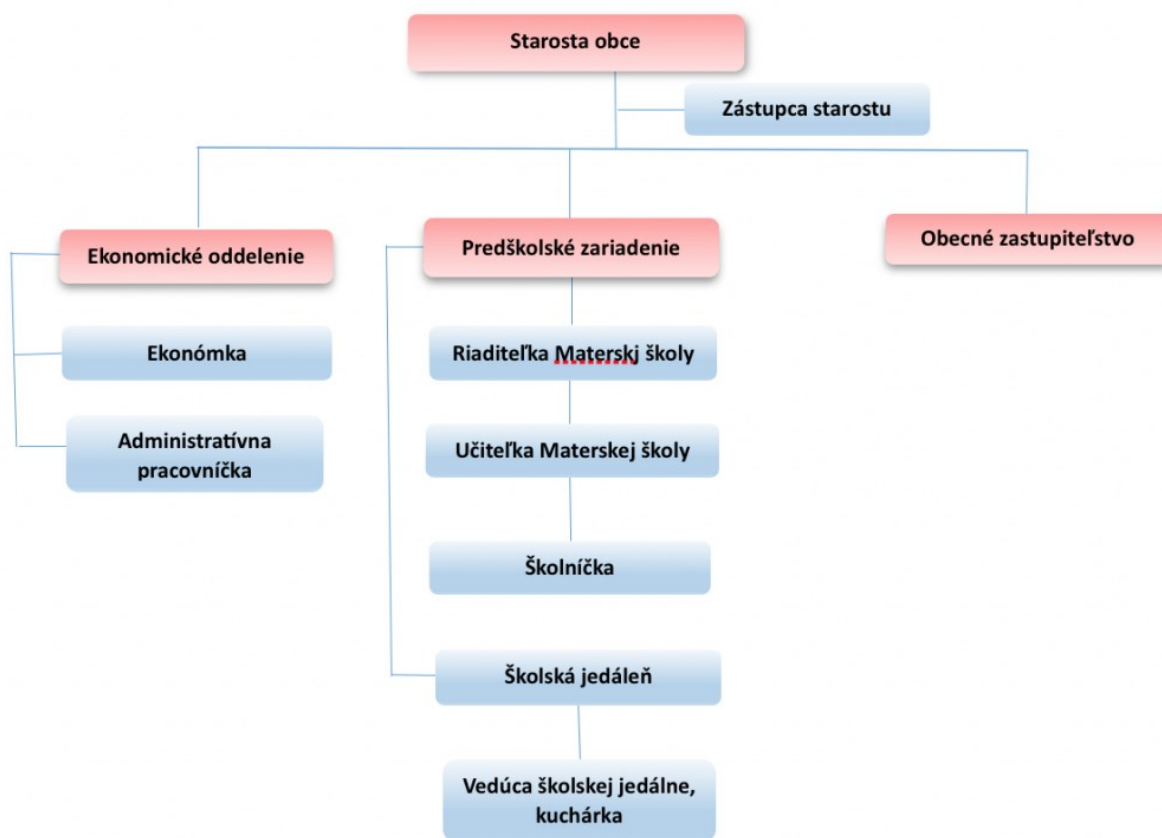 Starosta obce
Zástupca starostu
Ekonomické oddelenie
Predškolské zariadenie
Obecné zastupiteľstvo
Ekonómka
Riaditeľka Materskj školy
Administratívna
pracovníčka
Učiteľka Materskej školy
Školníčka
Školská jedáleň
Vedúca školskej jedálne,
kuchárka